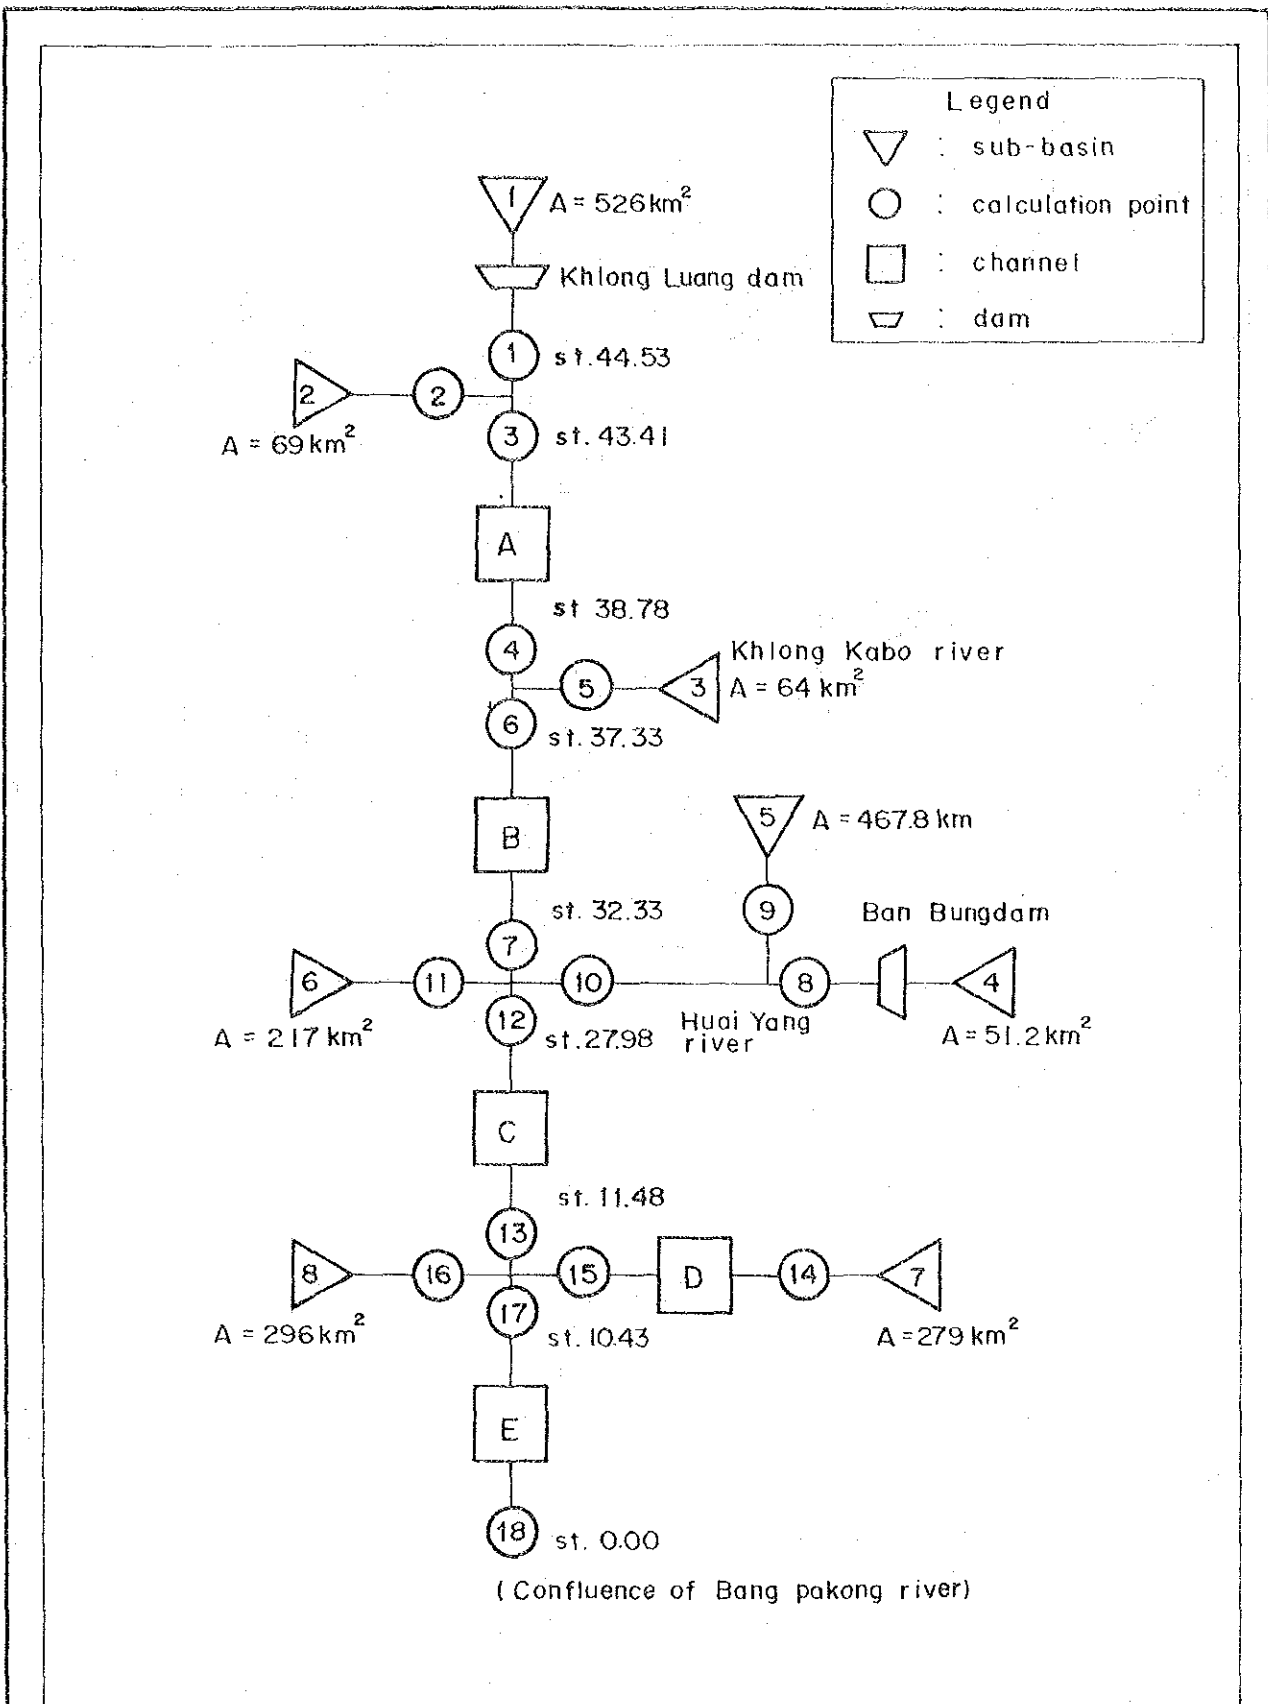 Legend
: sub-basin
: calculation point
: channel
: dam
1
A = 526 km²
Khlong Luang dam
1
st. 44.53
2
2
A = 69 km²
3
st. 43.41
A
st 38.78
4
Khlong Kabo river
5
3
A = 64 km²
6
st. 37.33
5
A = 467.8 km
B
st. 32.33
9
Ban Bungdam
7
6
11
10
8
4
12
A = 217 km²
st. 27.98
Huai Yang
river
A = 51.2 km²
C
st. 11.48
13
8
16
15
D
14
7
17
A = 296 km²
st. 10.43
A = 279 km²
E
18
st. 0.00
(Confluence of Bang pakong river)